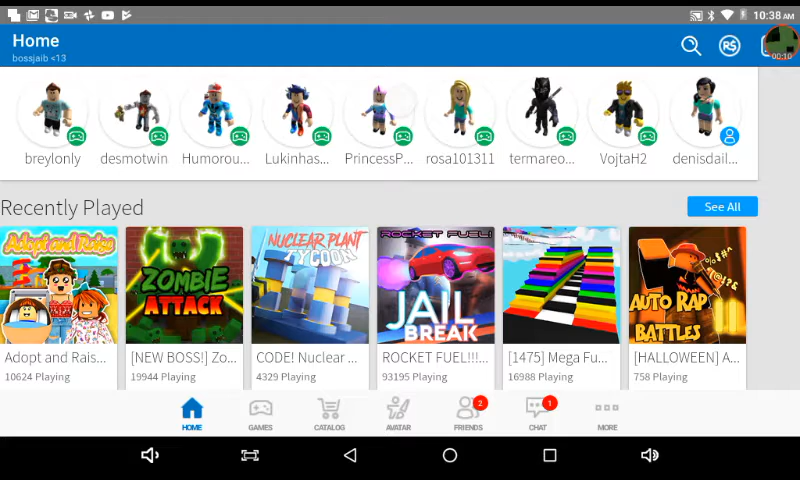 10:38 AM
Home
bossjaib <13
R$
00:10
breylonly
desmotwin
Humorou...
Lukinhas...
PrincessP...
rosa101311
termareo...
VojtaH2
denisdail...
Recently Played
See All
Adopt and Raise
ZOMBIE
ATTACK
NUCLEAR PLANT
TYCOON
ROCKET FUEL!
JAIL
BREAK
%#
@!&
AUTO RAP
BATTLES
Adopt and Rais...
[NEW BOSS!] Zo...
CODE! Nuclear ...
ROCKET FUEL!!!...
[1475] Mega Fu...
[HALLOWEEN] A...
10624 Playing
19944 Playing
4329 Playing
93195 Playing
16988 Playing
758 Playing
2
1
HOME
GAMES
CATALOG
AVATAR
FRIENDS
CHAT
MORE